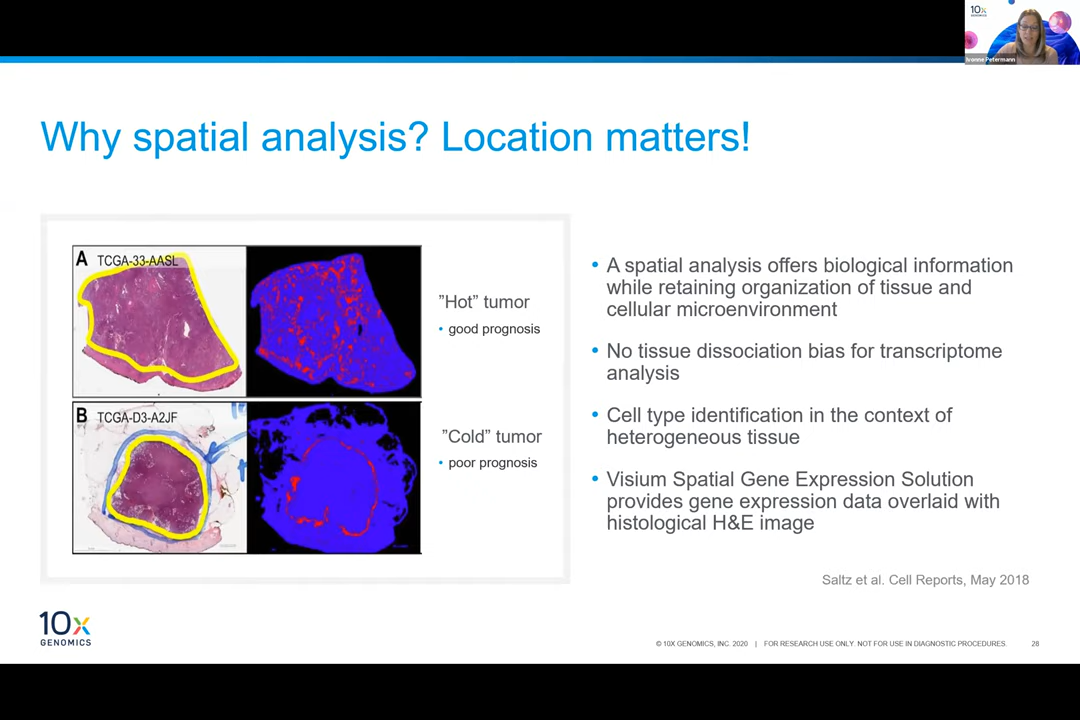 10x
GENOMICS
Ivonne Petermann
Why spatial analysis? Location matters!
A TCGA-33-AASL
”Hot” tumor
• good prognosis
B TCGA-D3-A2JF
”Cold” tumor
• poor prognosis
• A spatial analysis offers biological information
while retaining organization of tissue and
cellular microenvironment
• No tissue dissociation bias for transcriptome
analysis
• Cell type identification in the context of
heterogeneous tissue
• Visium Spatial Gene Expression Solution
provides gene expression data overlaid with
histological H&E image
Saltz et al. Cell Reports, May 2018
10x
GENOMICS
© 10X GENOMICS, INC. 2020 | FOR RESEARCH USE ONLY. NOT FOR USE IN DIAGNOSTIC PROCEDURES. 28